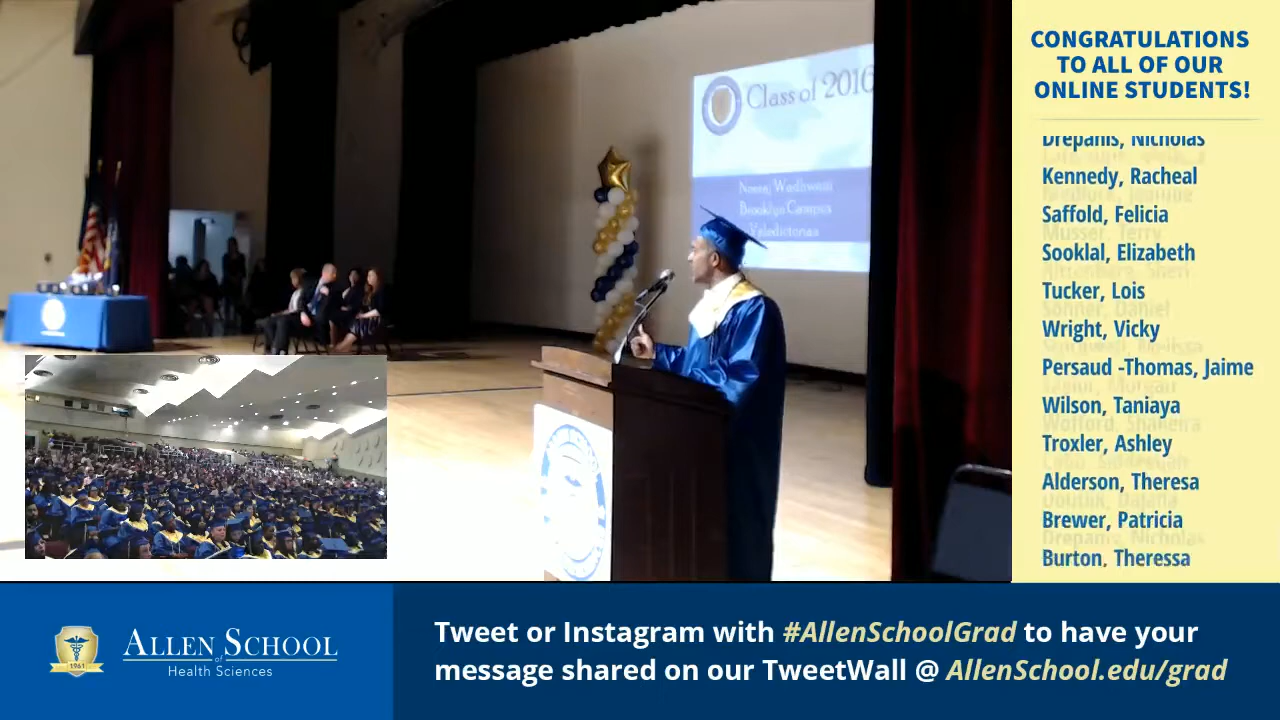 Class of 2016
Brooklyn Campus
CONGRATULATIONS
TO ALL OF OUR
ONLINE STUDENTS!
Drepanis, Nicholas
Kennedy, Racheal
Saffold, Felicia
Sooklal, Elizabeth
Tucker, Lois
Wright, Vicky
Persaud -Thomas, Jaime
Wilson, Taniaya
Troxler, Ashley
Alderson, Theresa
Brewer, Patricia
Burton, Theressa
1961
ALLEN SCHOOL
of
Health Sciences
Tweet or Instagram with #AllenSchoolGrad to have your
message shared on our TweetWall @ AllenSchool.edu/grad